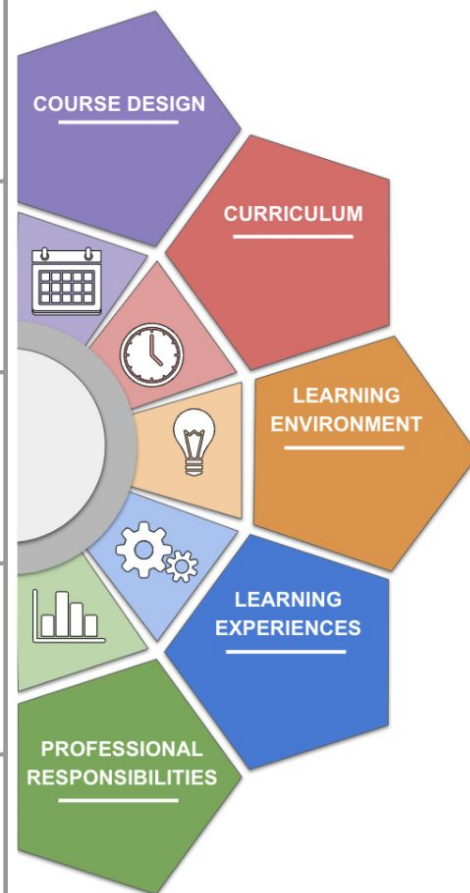 COURSE DESIGN
CURRICULUM
LEARNING
ENVIRONMENT
LEARNING
EXPERIENCES
PROFESSIONAL
RESPONSIBILITIES